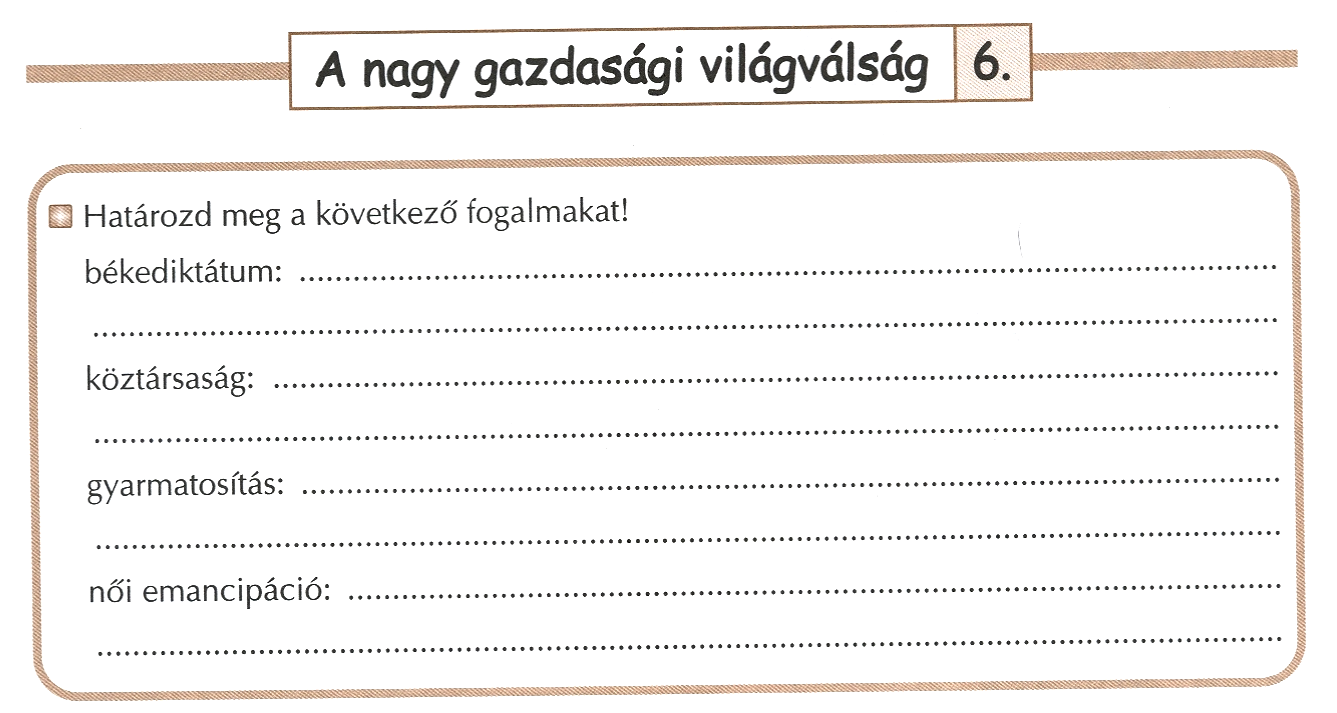 A nagy gazdasági világválság 6.
Határozd meg a következő fogalmakat!
békediktátum: ........................................................................................................
........................................................................................................................
köztársaság: ........................................................................................................
........................................................................................................................
gyarmatosítás: ........................................................................................................
........................................................................................................................
női emancipáció: ........................................................................................................
........................................................................................................................